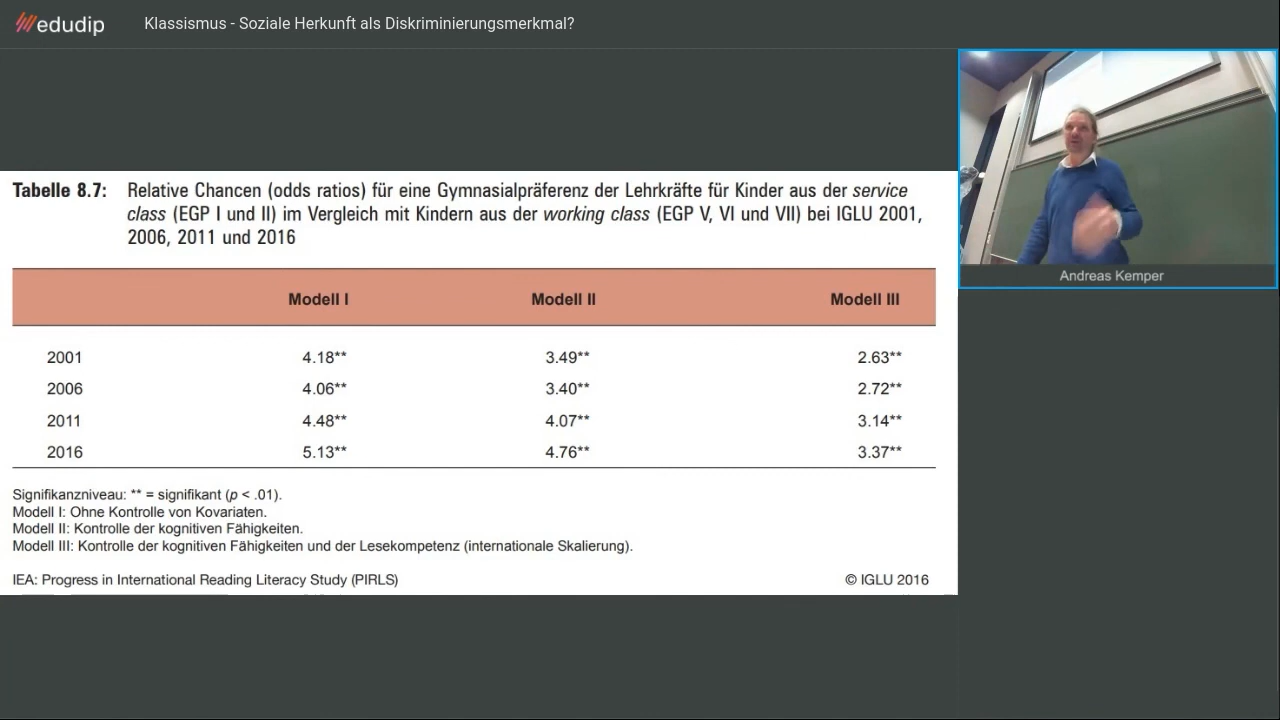 edudip
Klassismus - Soziale Herkunft als Diskriminierungsmerkmal?
Tabelle 8.7: Relative Chancen (odds ratios) für eine Gymnasialpräferenz der Lehrkräfte für Kinder aus der service
class (EGP I und II) im Vergleich mit Kindern aus der working class (EGP V, VI und VII) bei IGLU 2001,
2006, 2011 und 2016
Modell I Modell II Modell III
2001 4.18** 3.49** 2.63**
2006 4.06** 3.40** 2.72**
2011 4.48** 4.07** 3.14**
2016 5.13** 4.76** 3.37**
Signifikanzniveau: ** = signifikant (p < .01).
Modell I: Ohne Kontrolle von Kovariaten.
Modell II: Kontrolle der kognitiven Fähigkeiten.
Modell III: Kontrolle der kognitiven Fähigkeiten und der Lesekompetenz (internationale Skalierung).
IEA: Progress in International Reading Literacy Study (PIRLS) © IGLU 2016
Andreas Kemper